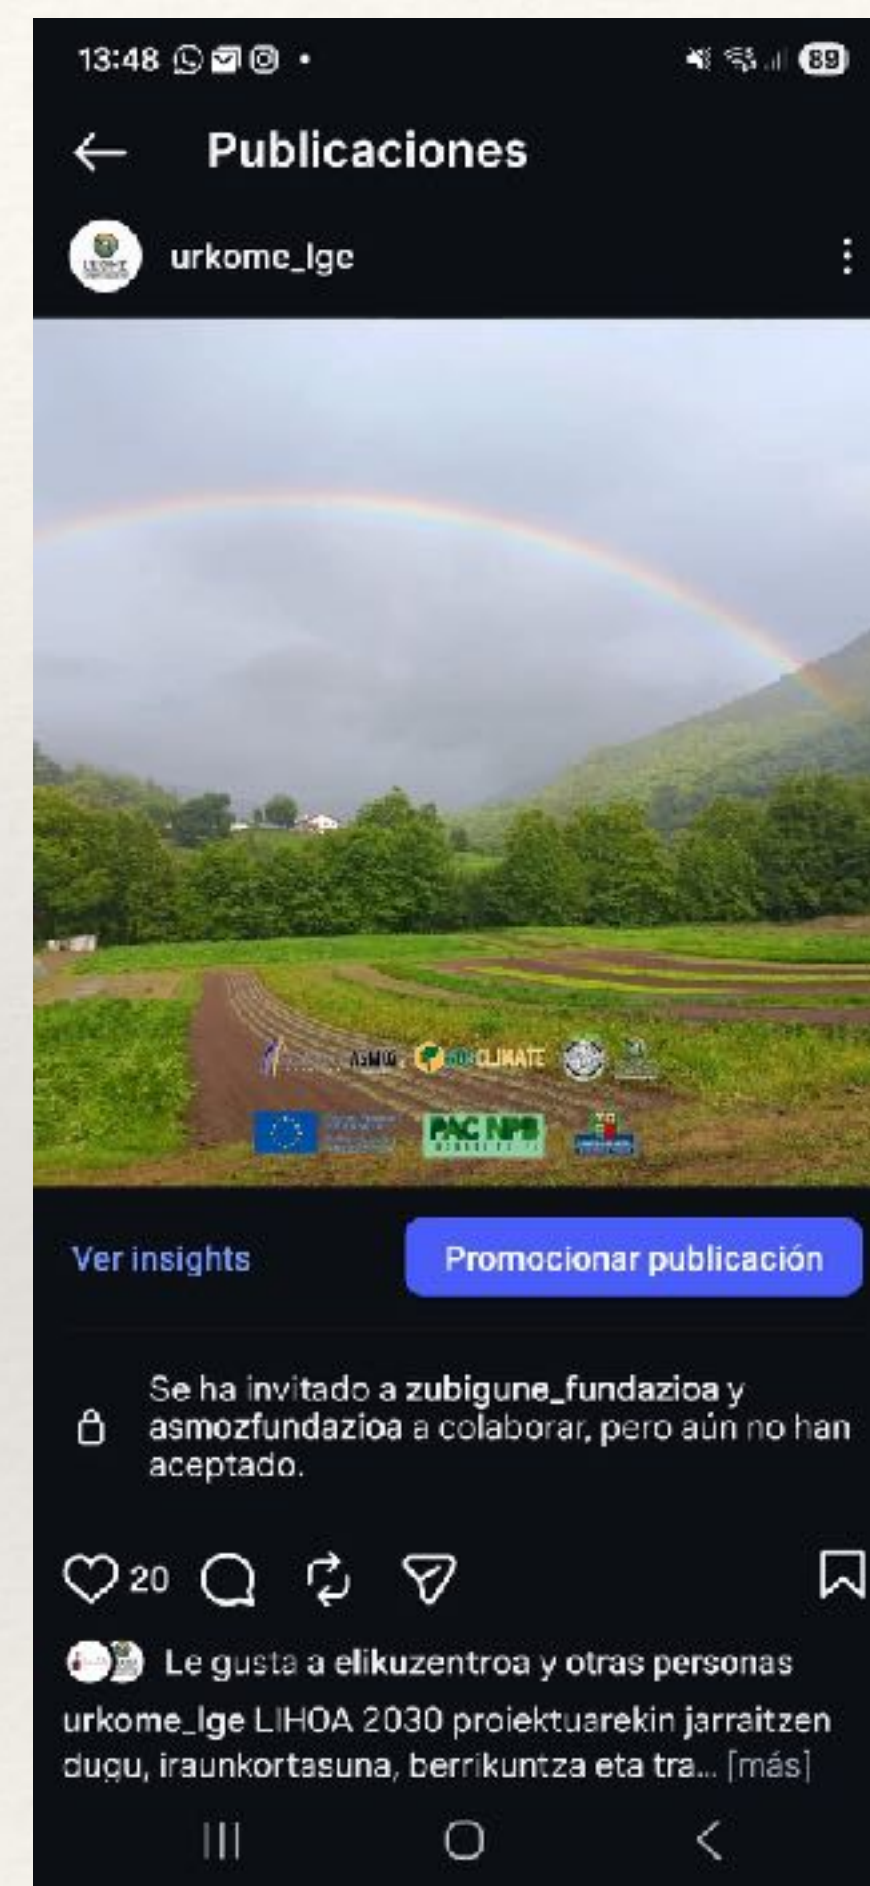 13:48
89
Publicaciones
urkome_lge
ASMOZ
CLIMATE
PAC NPB
Ver insights
Promocionar publicación
Se ha invitado a zubigune_fundazioa y
asmozfundazioa a colaborar, pero aún no han
aceptado.
20
Le gusta a elikuzentroa y otras personas
urkome_lge LIHOA 2030 proiektuarekin jarraitzen
dugu, iraunkortasuna, berrikuntza eta tra... [más]